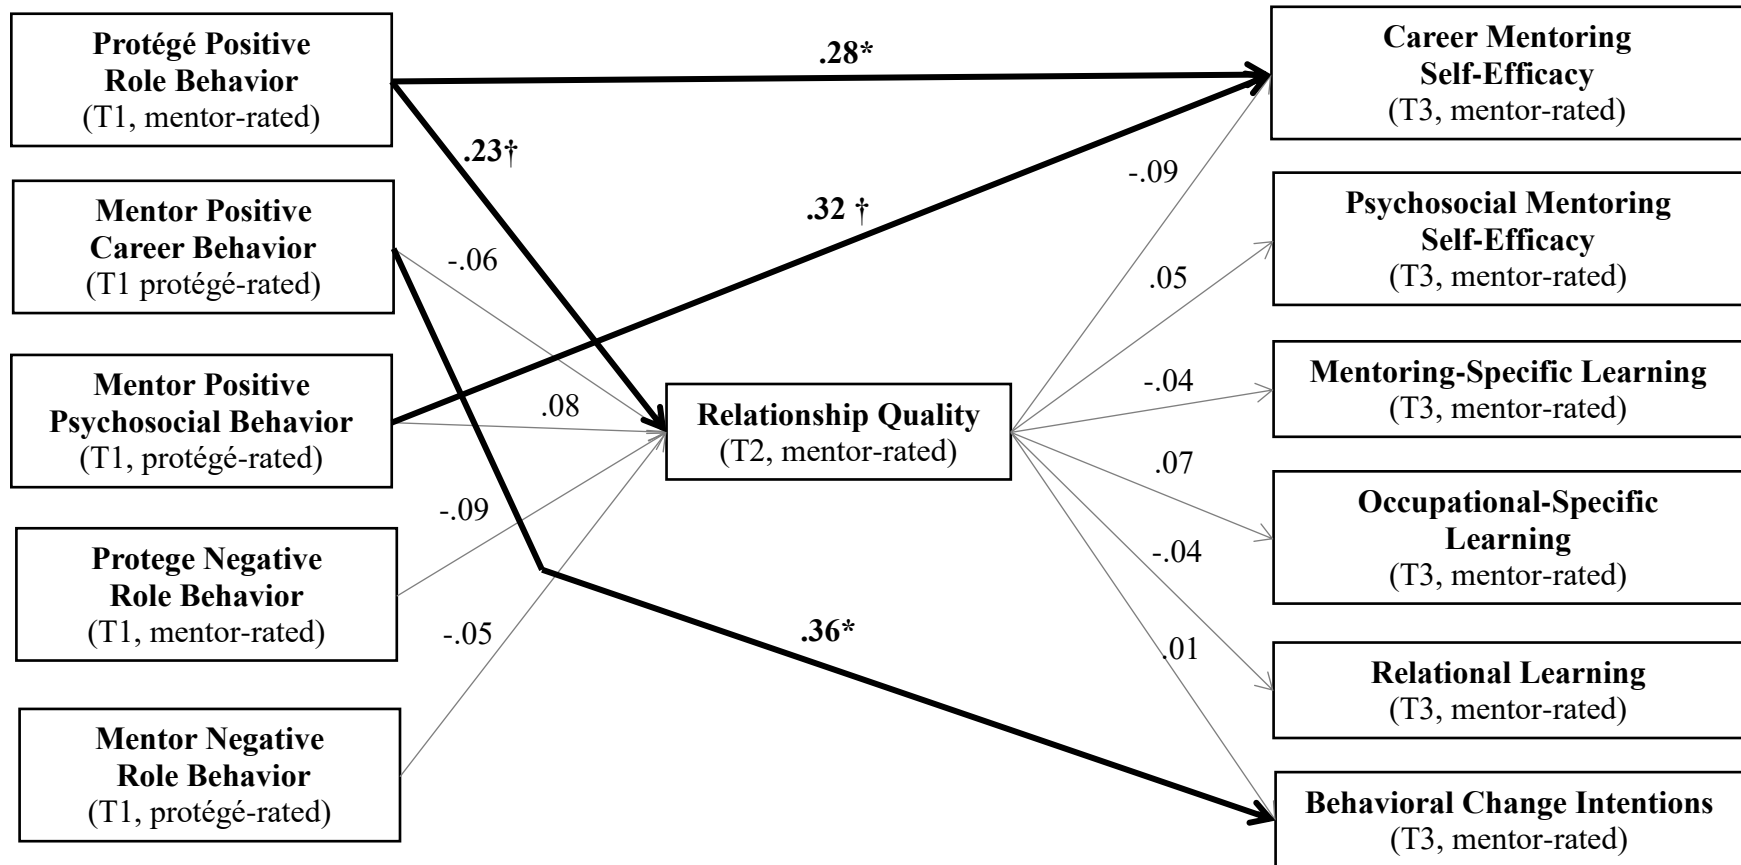 Protégé Positive
Role Behavior
(T1, mentor-rated)
Mentor Positive
Career Behavior
(T1 protégé-rated)
Mentor Positive
Psychosocial Behavior
(T1, protégé-rated)
Protege Negative
Role Behavior
(T1, mentor-rated)
Mentor Negative
Role Behavior
(T1, protégé-rated)
.28*
.23†
.32 †
-.06
.08
-.09
-.05
.36*
Relationship Quality
(T2, mentor-rated)
-.09
.05
-.04
.07
-.04
.01
Career Mentoring
Self-Efficacy
(T3, mentor-rated)
Psychosocial Mentoring
Self-Efficacy
(T3, mentor-rated)
Mentoring-Specific Learning
(T3, mentor-rated)
Occupational-Specific
Learning
(T3, mentor-rated)
Relational Learning
(T3, mentor-rated)
Behavioral Change Intentions
(T3, mentor-rated)